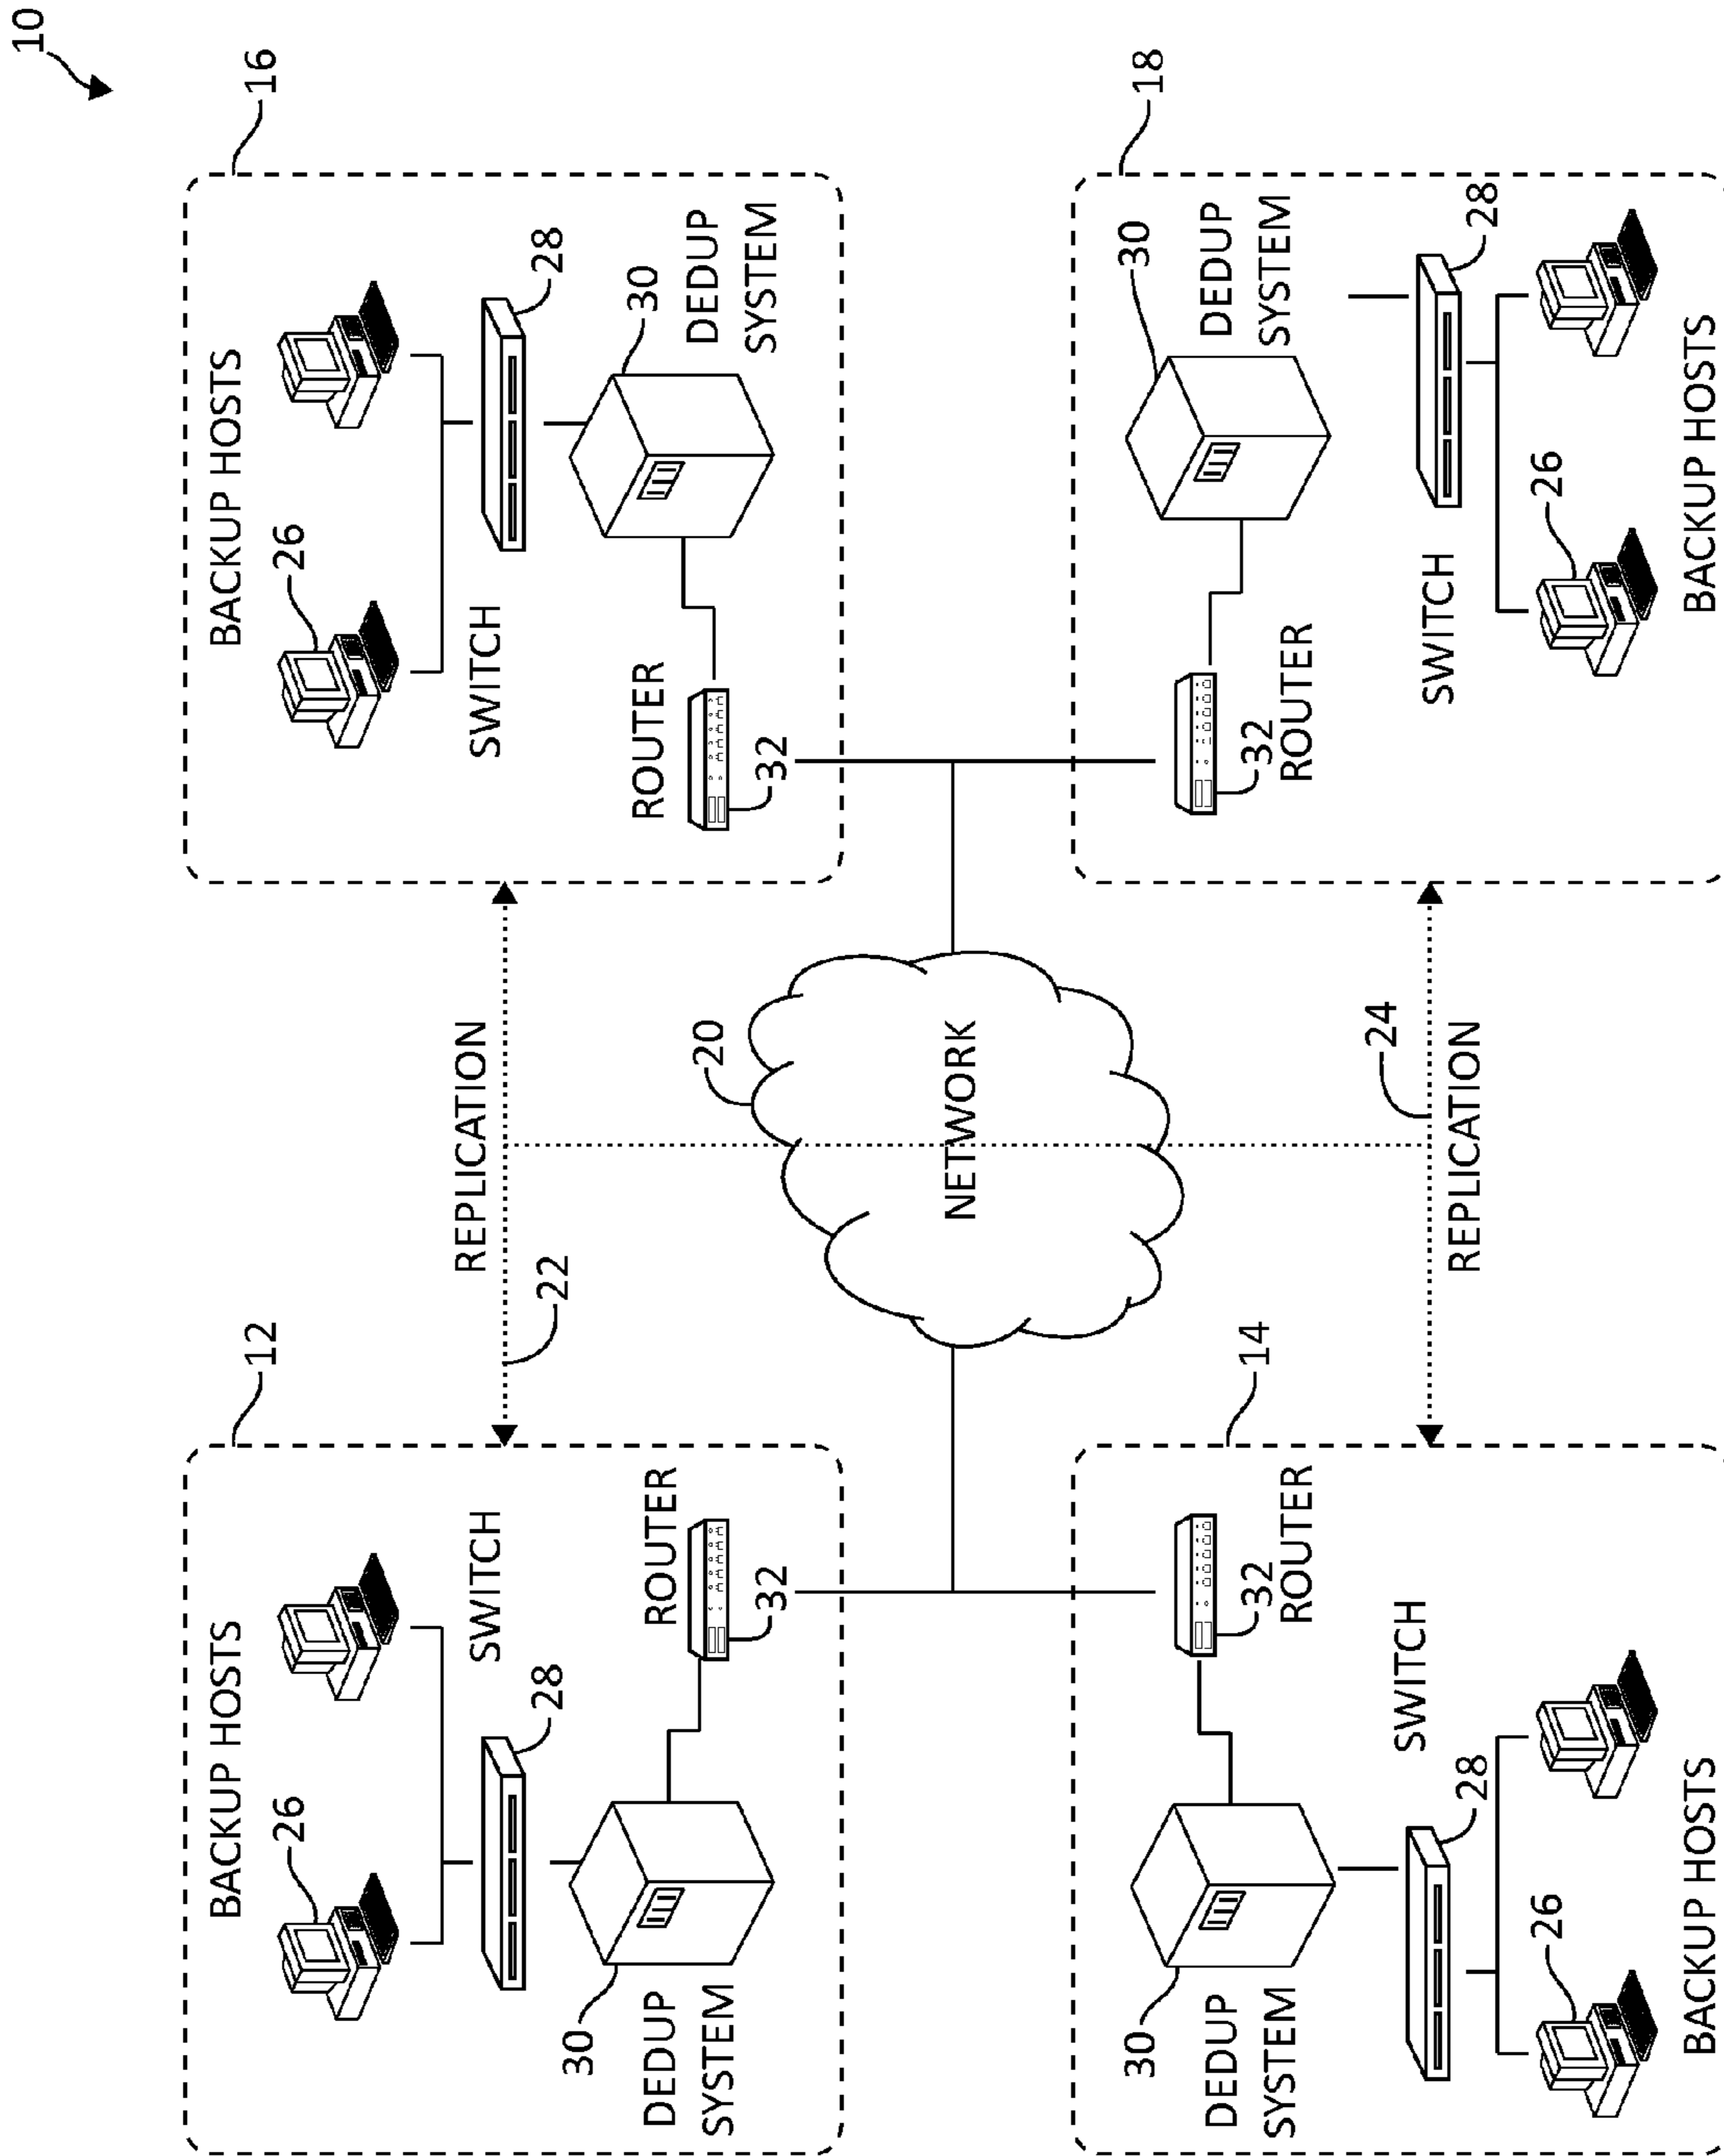 10
BACKUP HOSTS
12
BACKUP HOSTS
16
26
26
SWITCH
REPLICATION
SWITCH
28
22
28
30
DEDUP
SYSTEM
ROUTER
32
20
ROUTER
32
30
DEDUP
SYSTEM
NETWORK
30
DEDUP
SYSTEM
32
ROUTER
14
32
ROUTER
30
DEDUP
SYSTEM
18
SWITCH
28
24
REPLICATION
SWITCH
28
26
26
BACKUP HOSTS
BACKUP HOSTS